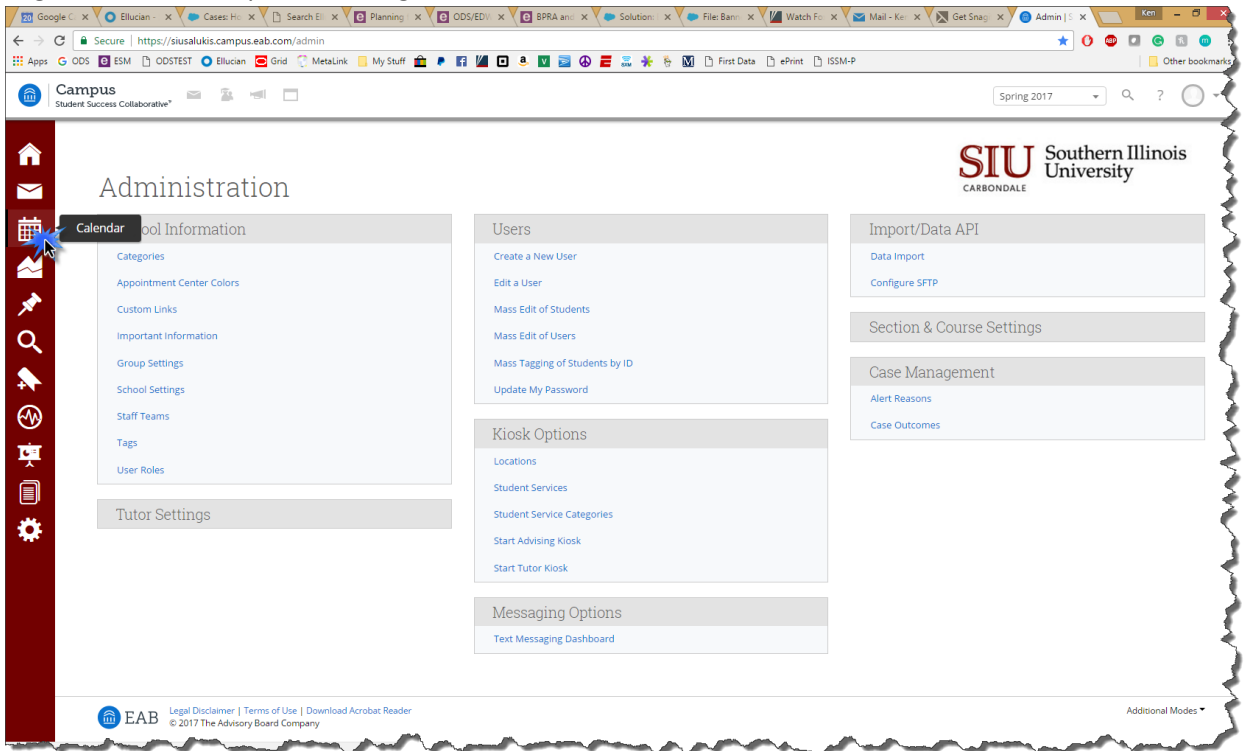 Google C
Ellucian -
Cases: Ho
Search El
Planning
ODS/EDW
BPRA and
Solution:
File: Bann
Watch Fo
Mail - Ker
Get Snag
Admin | S
Ken
Secure | https://siusalukis.campus.eab.com/admin
Apps ODS ESM ODSTEST Ellucian Grid MetaLink My Stuff First Data ePrint ISSM-P Other bookmarks
Campus
Student Success Collaborative
Spring 2017
SIU Southern Illinois
University
CARBONDALE
Administration
Calendar
ool Information
Categories
Appointment Center Colors
Custom Links
Important Information
Group Settings
School Settings
Staff Teams
Tags
User Roles
Tutor Settings
Users
Create a New User
Edit a User
Mass Edit of Students
Mass Edit of Users
Mass Tagging of Students by ID
Update My Password
Kiosk Options
Locations
Student Services
Student Service Categories
Start Advising Kiosk
Start Tutor Kiosk
Messaging Options
Text Messaging Dashboard
Import/Data API
Data Import
Configure SFTP
Section & Course Settings
Case Management
Alert Reasons
Case Outcomes
EAB
Legal Disclaimer | Terms of Use | Download Acrobat Reader
© 2017 The Advisory Board Company
Additional Modes